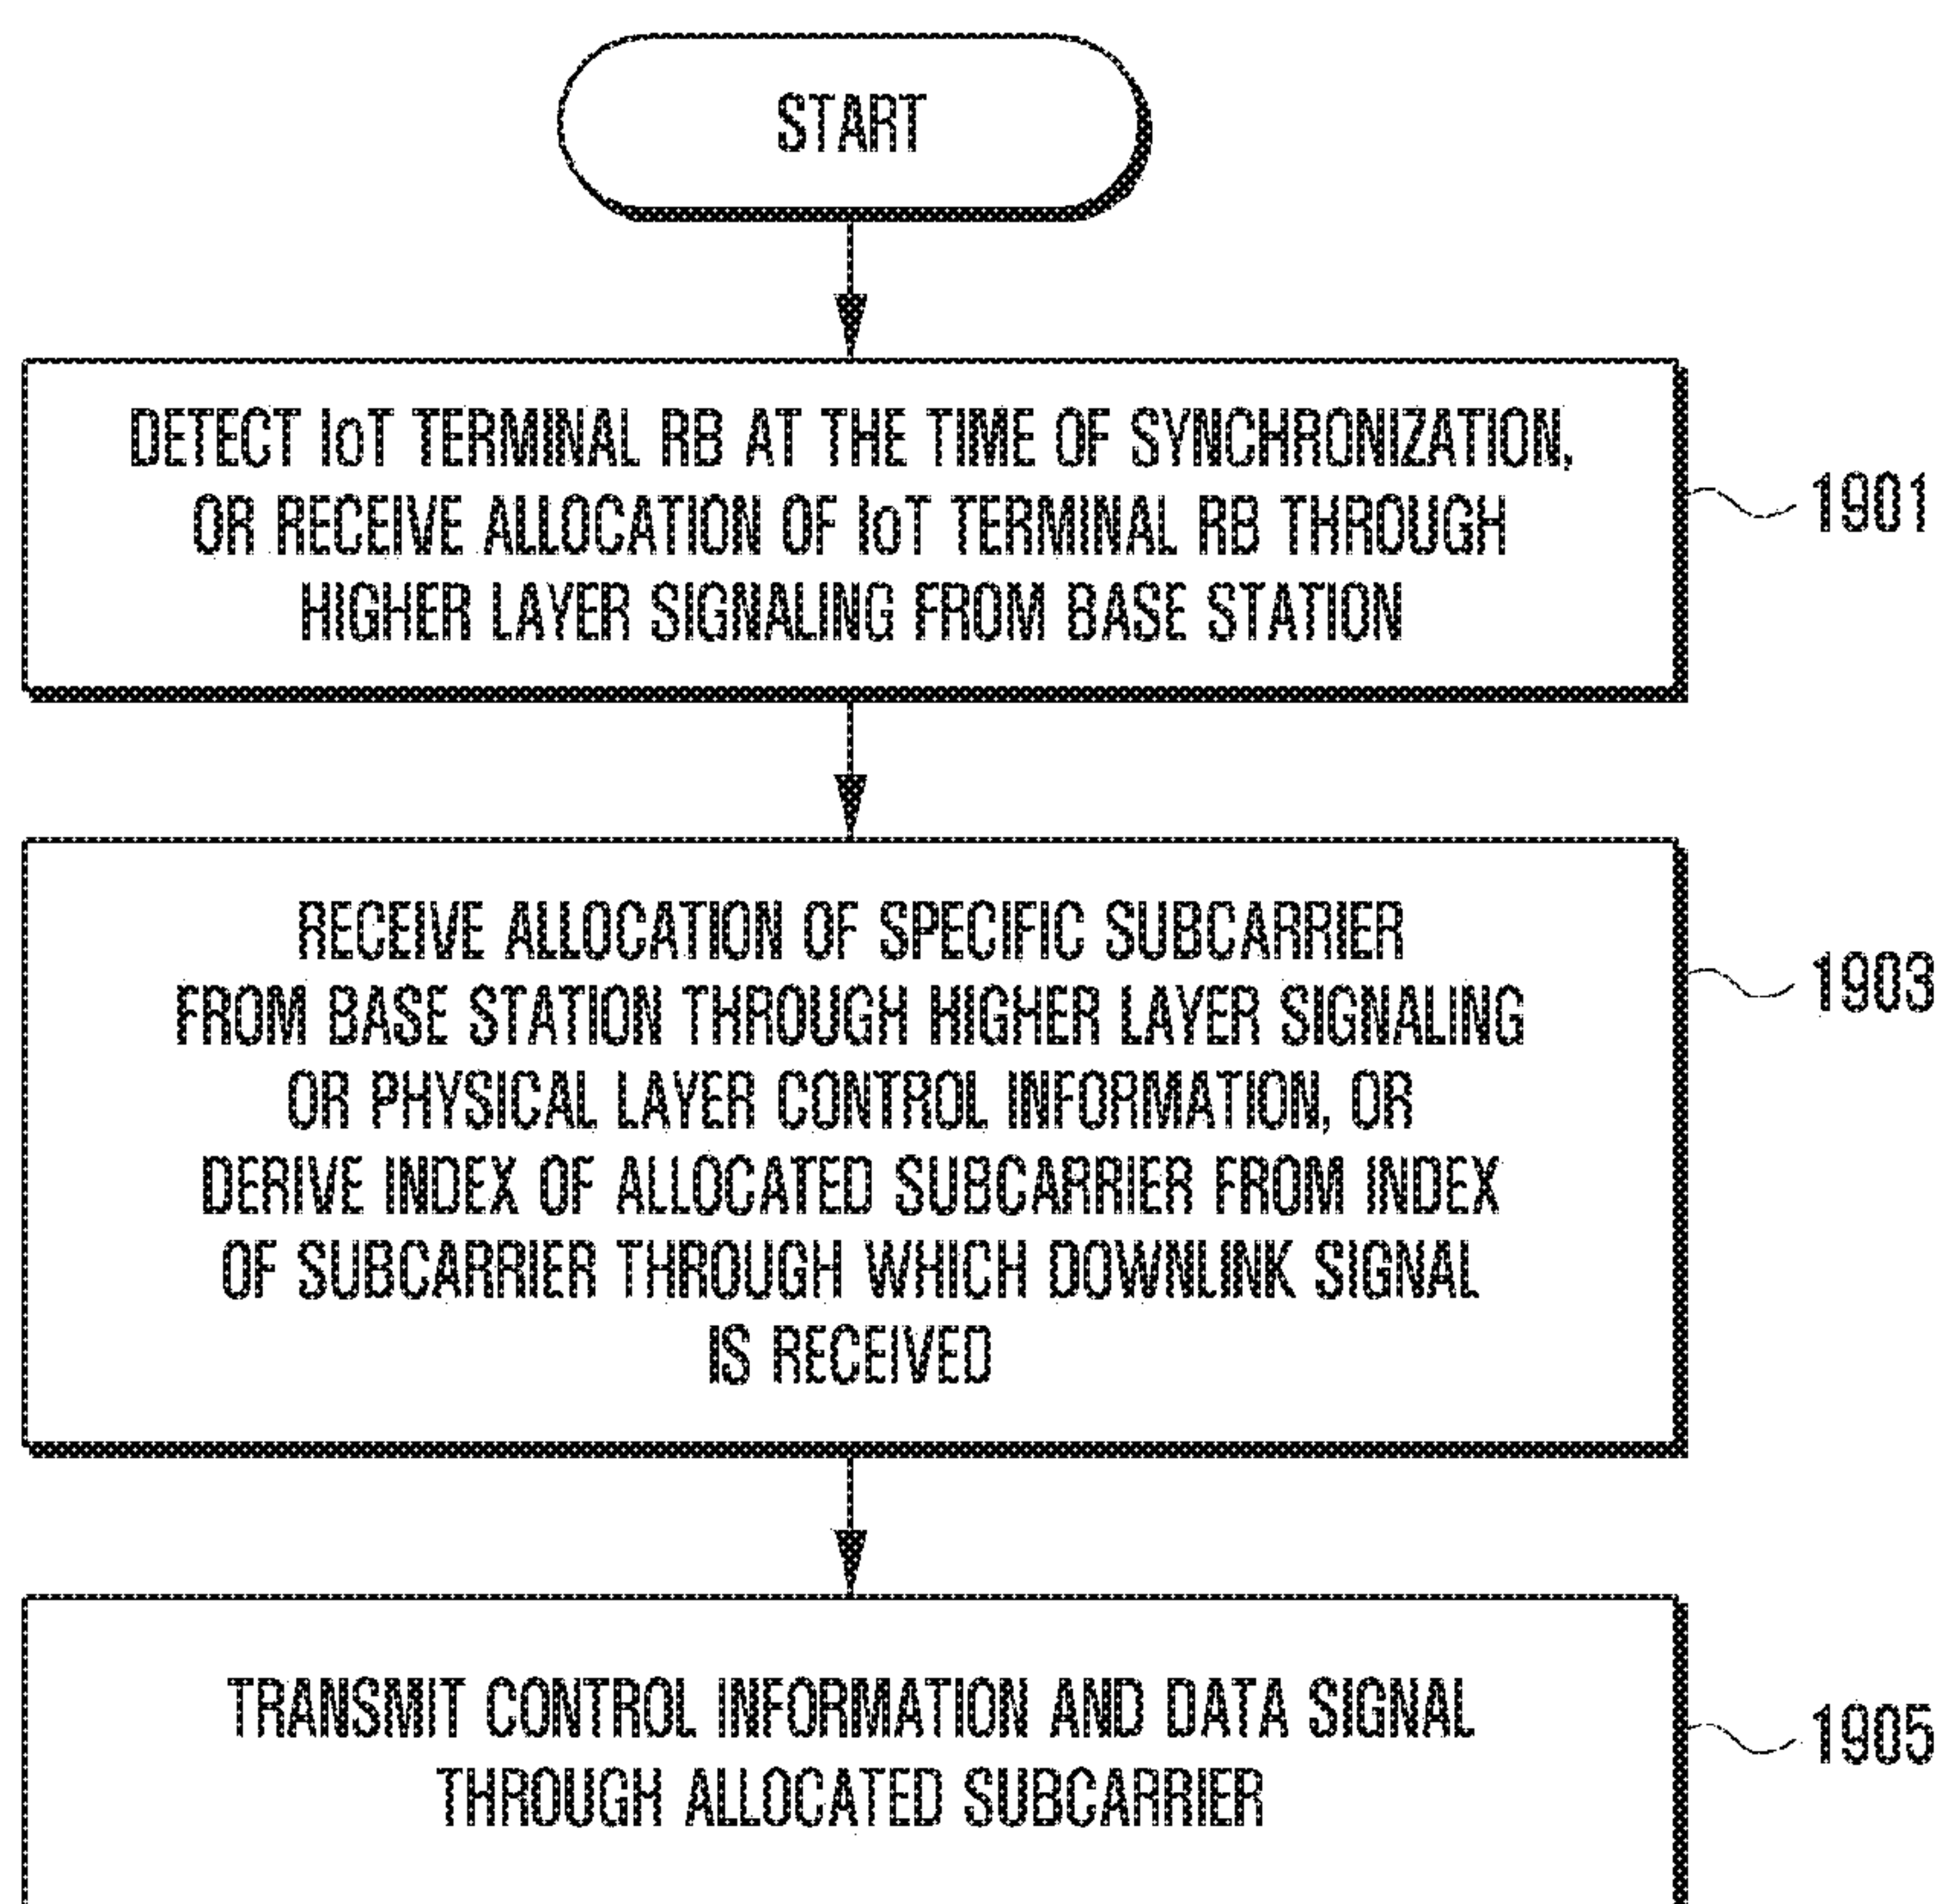 START
DETECT IoT TERMINAL RB AT THE TIME OF SYNCHRONIZATION,
OR RECEIVE ALLOCATION OF IoT TERMINAL RB THROUGH
HIGHER LAYER SIGNALING FROM BASE STATION
1901
RECEIVE ALLOCATION OF SPECIFIC SUBCARRIER
FROM BASE STATION THROUGH HIGHER LAYER SIGNALING
OR PHYSICAL LAYER CONTROL INFORMATION, OR
DERIVE INDEX OF ALLOCATED SUBCARRIER FROM INDEX
OF SUBCARRIER THROUGH WHICH DOWNLINK SIGNAL
IS RECEIVED
1903
TRANSMIT CONTROL INFORMATION AND DATA SIGNAL
THROUGH ALLOCATED SUBCARRIER
1905